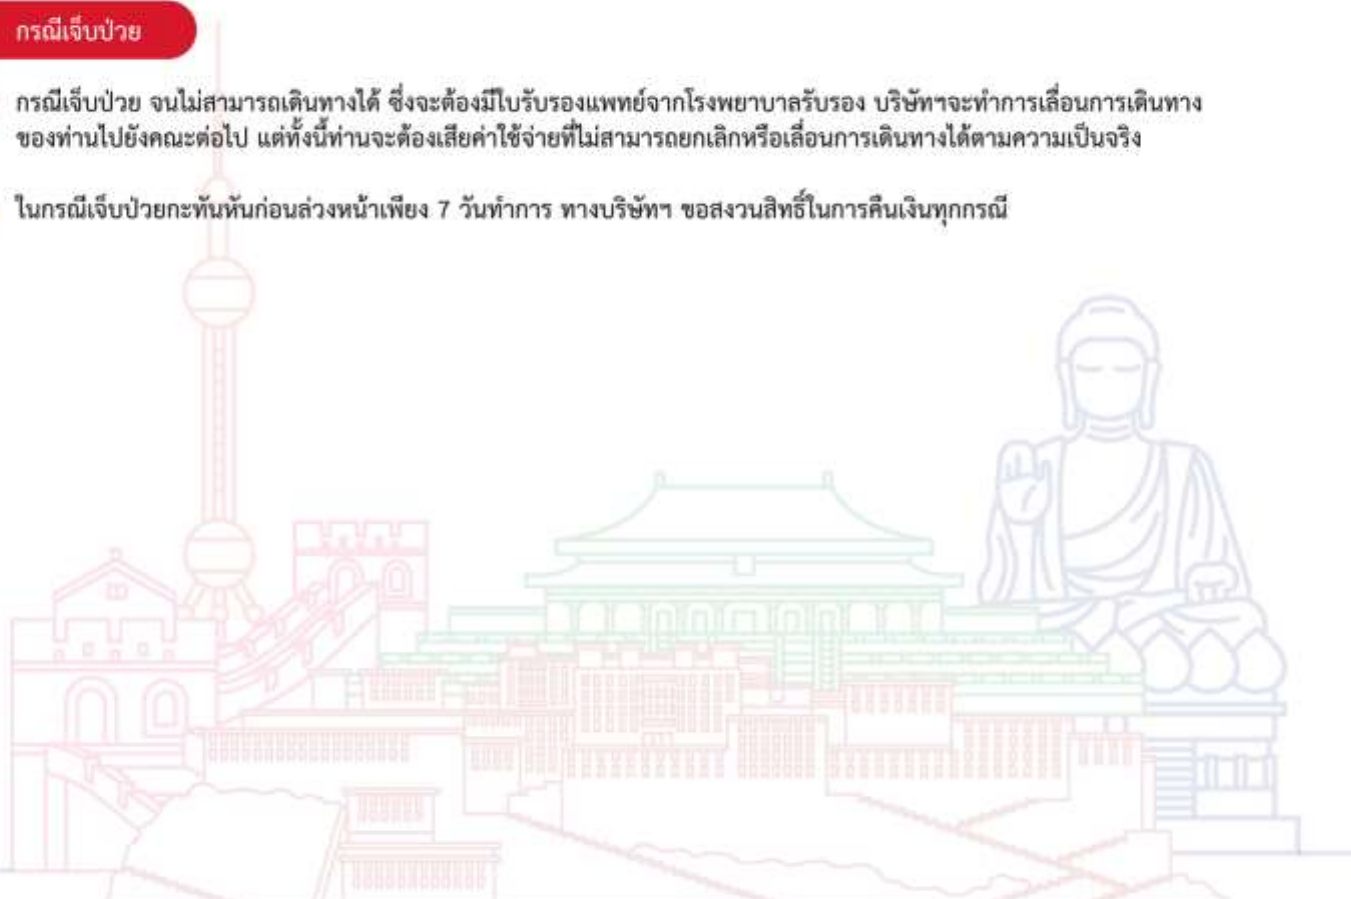 กรณีเจ็บป่วย
กรณีเจ็บป่วย จนไม่สามารถเดินทางได้ ซึ่งจะต้องมีใบรับรองแพทย์จากโรงพยาบาลรับรอง บริษัทฯจะทำการเลื่อนการเดินทาง
ของท่านไปยังคณะต่อไป แต่ทั้งนี้ท่านจะต้องเสียค่าใช้จ่ายที่ไม่สามารถยกเลิกหรือเลื่อนการเดินทางได้ตามความเป็นจริง
ในกรณีเจ็บป่วยกะทันหันก่อนล่วงหน้าเพียง 7 วันทำการ ทางบริษัทฯ ขอสงวนสิทธิ์ในการคืนเงินทุกกรณี